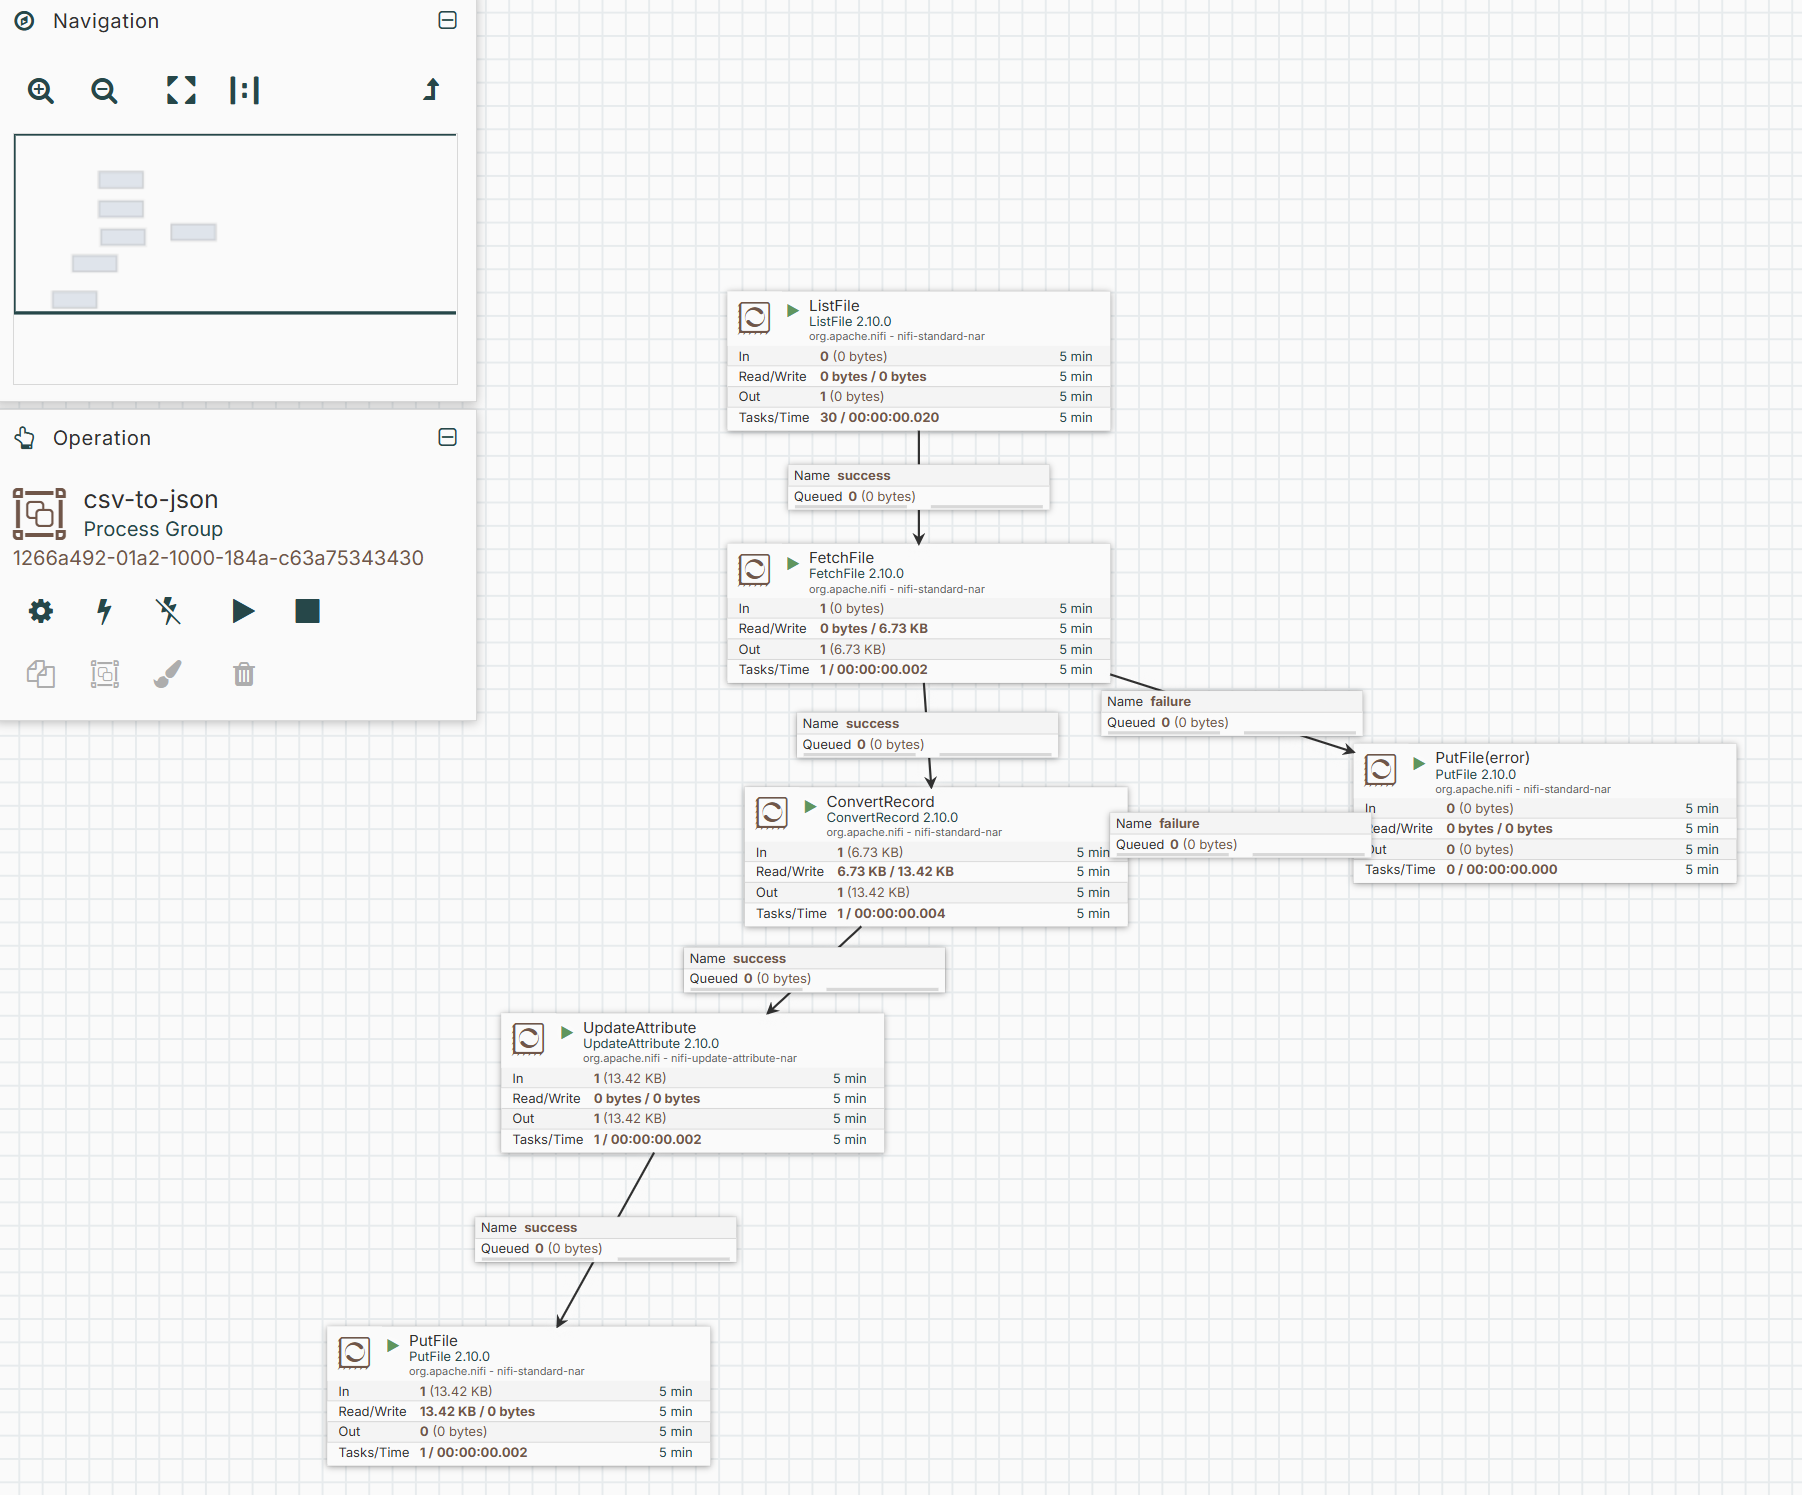 Navigation
Operation
csv-to-json
Process Group
1266a492-01a2-1000-184a-c63a75343430
ListFile
ListFile 2.10.0
org.apache.nifi - nifi-standard-nar
In 0 (0 bytes) 5 min
Read/Write 0 bytes / 0 bytes 5 min
Out 1 (0 bytes) 5 min
Tasks/Time 30 / 00:00:00.020 5 min
Name success
Queued 0 (0 bytes)
FetchFile
FetchFile 2.10.0
org.apache.nifi - nifi-standard-nar
In 1 (0 bytes) 5 min
Read/Write 0 bytes / 6.73 KB 5 min
Out 1 (6.73 KB) 5 min
Tasks/Time 1 / 00:00:00.002 5 min
Name failure
Queued 0 (0 bytes)
Name success
Queued 0 (0 bytes)
PutFile(error)
PutFile 2.10.0
org.apache.nifi - nifi-standard-nar
In 0 (0 bytes) 5 min
Read/Write 0 bytes / 0 bytes 5 min
Out 0 (0 bytes) 5 min
Tasks/Time 0 / 00:00:00.000 5 min
ConvertRecord
ConvertRecord 2.10.0
org.apache.nifi - nifi-standard-nar
In 1 (6.73 KB) 5 min
Read/Write 6.73 KB / 13.42 KB 5 min
Out 1 (13.42 KB) 5 min
Tasks/Time 1 / 00:00:00.004 5 min
Name failure
Queued 0 (0 bytes)
Name success
Queued 0 (0 bytes)
UpdateAttribute
UpdateAttribute 2.10.0
org.apache.nifi - nifi-update-attribute-nar
In 1 (13.42 KB) 5 min
Read/Write 0 bytes / 0 bytes 5 min
Out 1 (13.42 KB) 5 min
Tasks/Time 1 / 00:00:00.002 5 min
Name success
Queued 0 (0 bytes)
PutFile
PutFile 2.10.0
org.apache.nifi - nifi-standard-nar
In 1 (13.42 KB) 5 min
Read/Write 13.42 KB / 0 bytes 5 min
Out 0 (0 bytes) 5 min
Tasks/Time 1 / 00:00:00.002 5 min